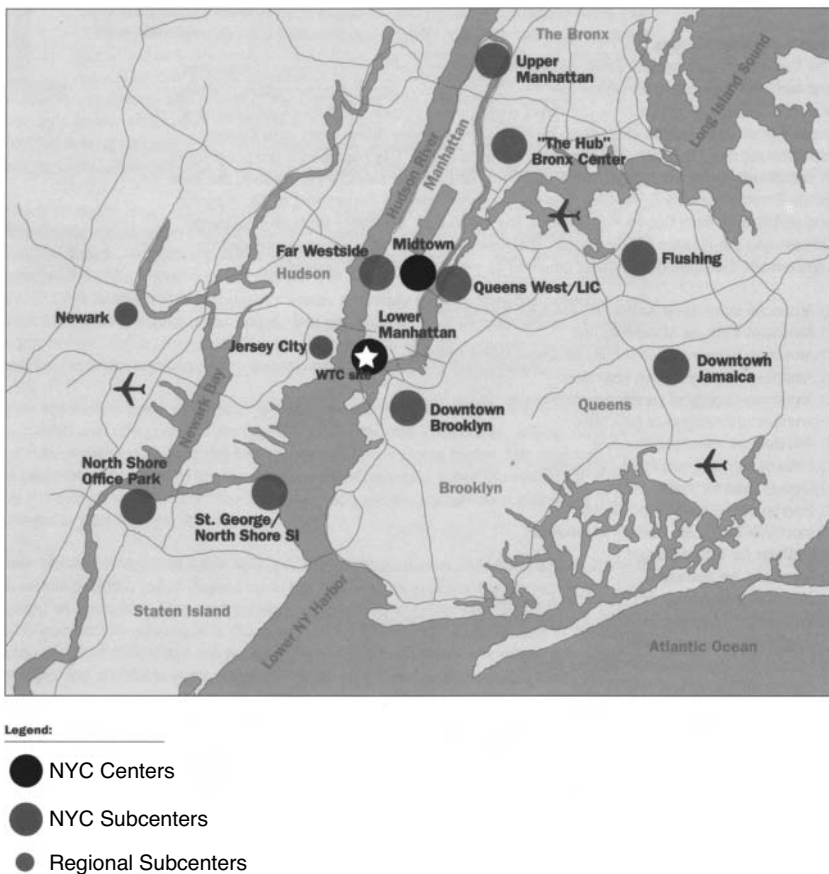 The Bronx
Upper
Manhattan
Long Island Sound
"The Hub"
Bronx Center
Hudson River
Manhattan
Far Westside
Midtown
Hudson
Flushing
Queens West/LIC
Newark
Lower
Manhattan
Jersey City
WTC site
Downtown
Jamaica
Newark Bay
Downtown
Brooklyn
Queens
North Shore
Office Park
Brooklyn
St. George/
North Shore SI
Staten Island
Lower NY Harbor
Atlantic Ocean
Legend:
NYC Centers
NYC Subcenters
Regional Subcenters